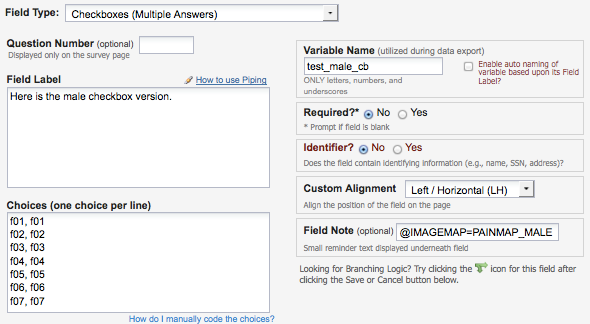 Field Type: Checkboxes (Multiple Answers)
Question Number (optional)
Displayed only on the survey page
Field Label
How to use Piping
Here is the male checkbox version.
Choices (one choice per line)
f01, f01
f02, f02
f03, f03
f04, f04
f05, f05
f06, f06
f07, f07
How do I manually code the choices?
Variable Name (utilized during data export)
test_male_cb
ONLY letters, numbers, and
underscores
Enable auto naming of
variable based upon its Field
Label?
Required?* No Yes
* Prompt if field is blank
Identifier? No Yes
Does the field contain identifying information (e.g., name, SSN, address)?
Custom Alignment Left / Horizontal (LH)
Align the position of the field on the page
Field Note (optional) @IMAGEMAP=PAINMAP_MALE
Small reminder text displayed underneath field
Looking for Branching Logic? Try clicking the icon for this field after
clicking the Save or Cancel button below.